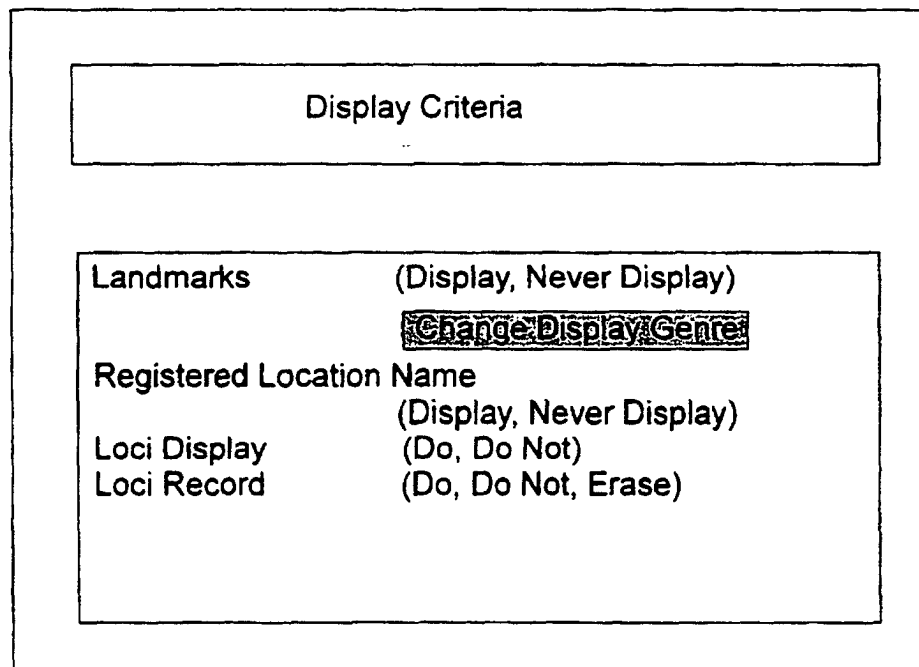 Display Criteria
Landmarks (Display, Never Display)
Change Display Genre
Registered Location Name
(Display, Never Display)
Loci Display (Do, Do Not)
Loci Record (Do, Do Not, Erase)